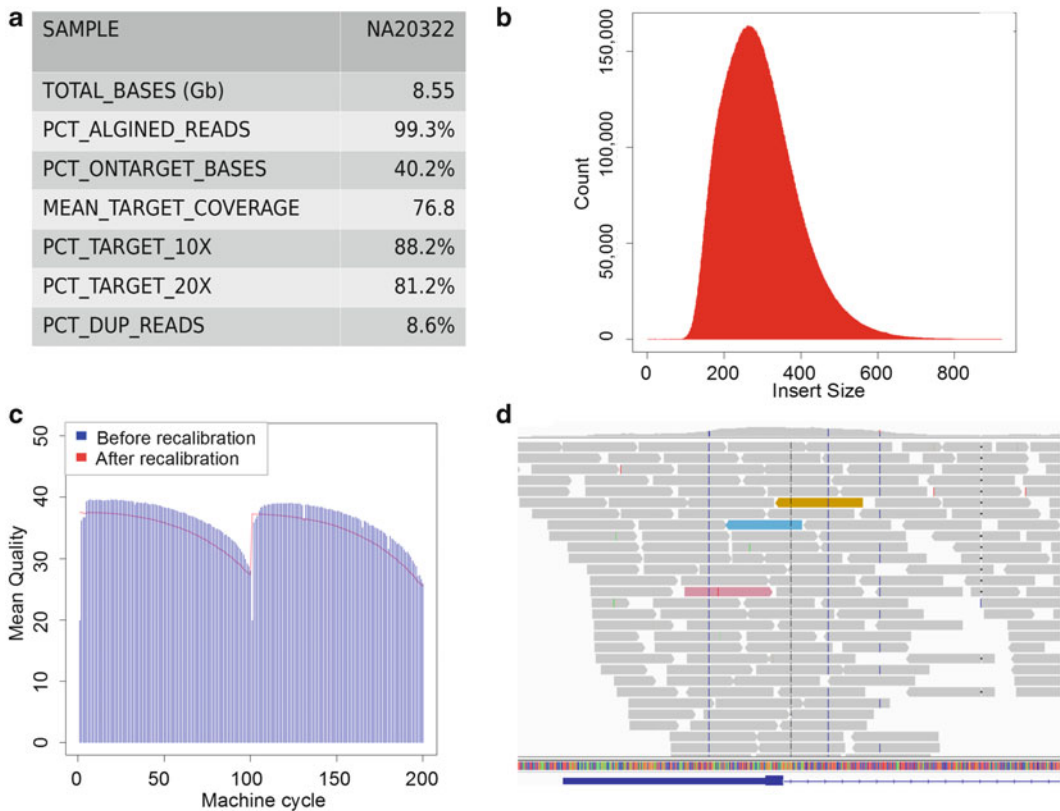 a
SAMPLE NA20322
TOTAL_BASES (Gb) 8.55
PCT_ALGINED_READS 99.3%
PCT_ONTARGET_BASES 40.2%
MEAN_TARGET_COVERAGE 76.8
PCT_TARGET_10X 88.2%
PCT_TARGET_20X 81.2%
PCT_DUP_READS 8.6%
b
Count
150,000
100,000
50,000
0
0 200 400 600 800
Insert Size
c
Before recalibration
After recalibration
Mean Quality
50
40
30
20
10
0
0 50 100 150 200
Machine cycle
d